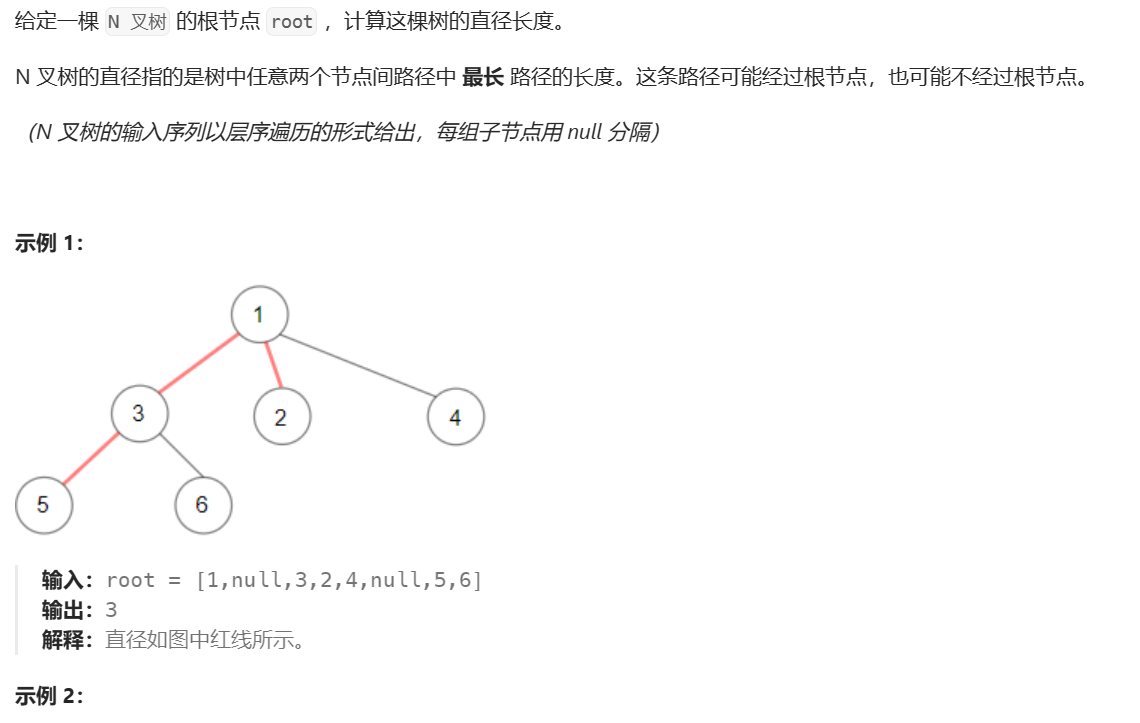 给定一棵 N 叉树 的根节点 root ，计算这棵树的直径长度。
N 叉树的直径指的是树中任意两个节点间路径中 最长 路径的长度。这条路径可能经过根节点，也可能不经过根节点。
（N 叉树的输入序列以层序遍历的形式给出，每组子节点用 null 分隔）
示例 1：
1
3
2
4
5
6
输入：root = [1,null,3,2,4,null,5,6]
输出：3
解释：直径如图中红线所示。
示例 2：